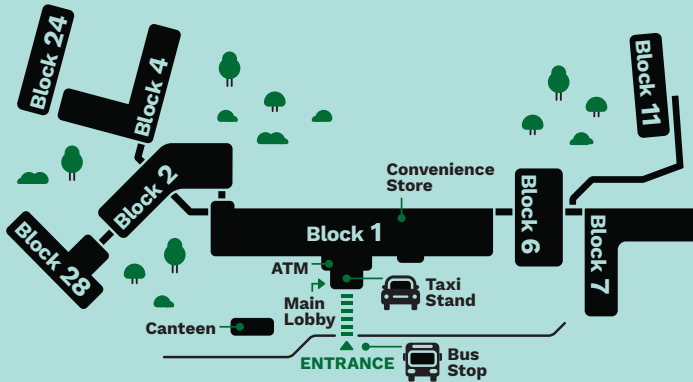 Block 24
Block 4
Block 11
Block 2
Convenience
Store
Block 6
Block 1
Block 28
Block 7
ATM
Taxi
Stand
Main
Lobby
Canteen
ENTRANCE
Bus
Stop